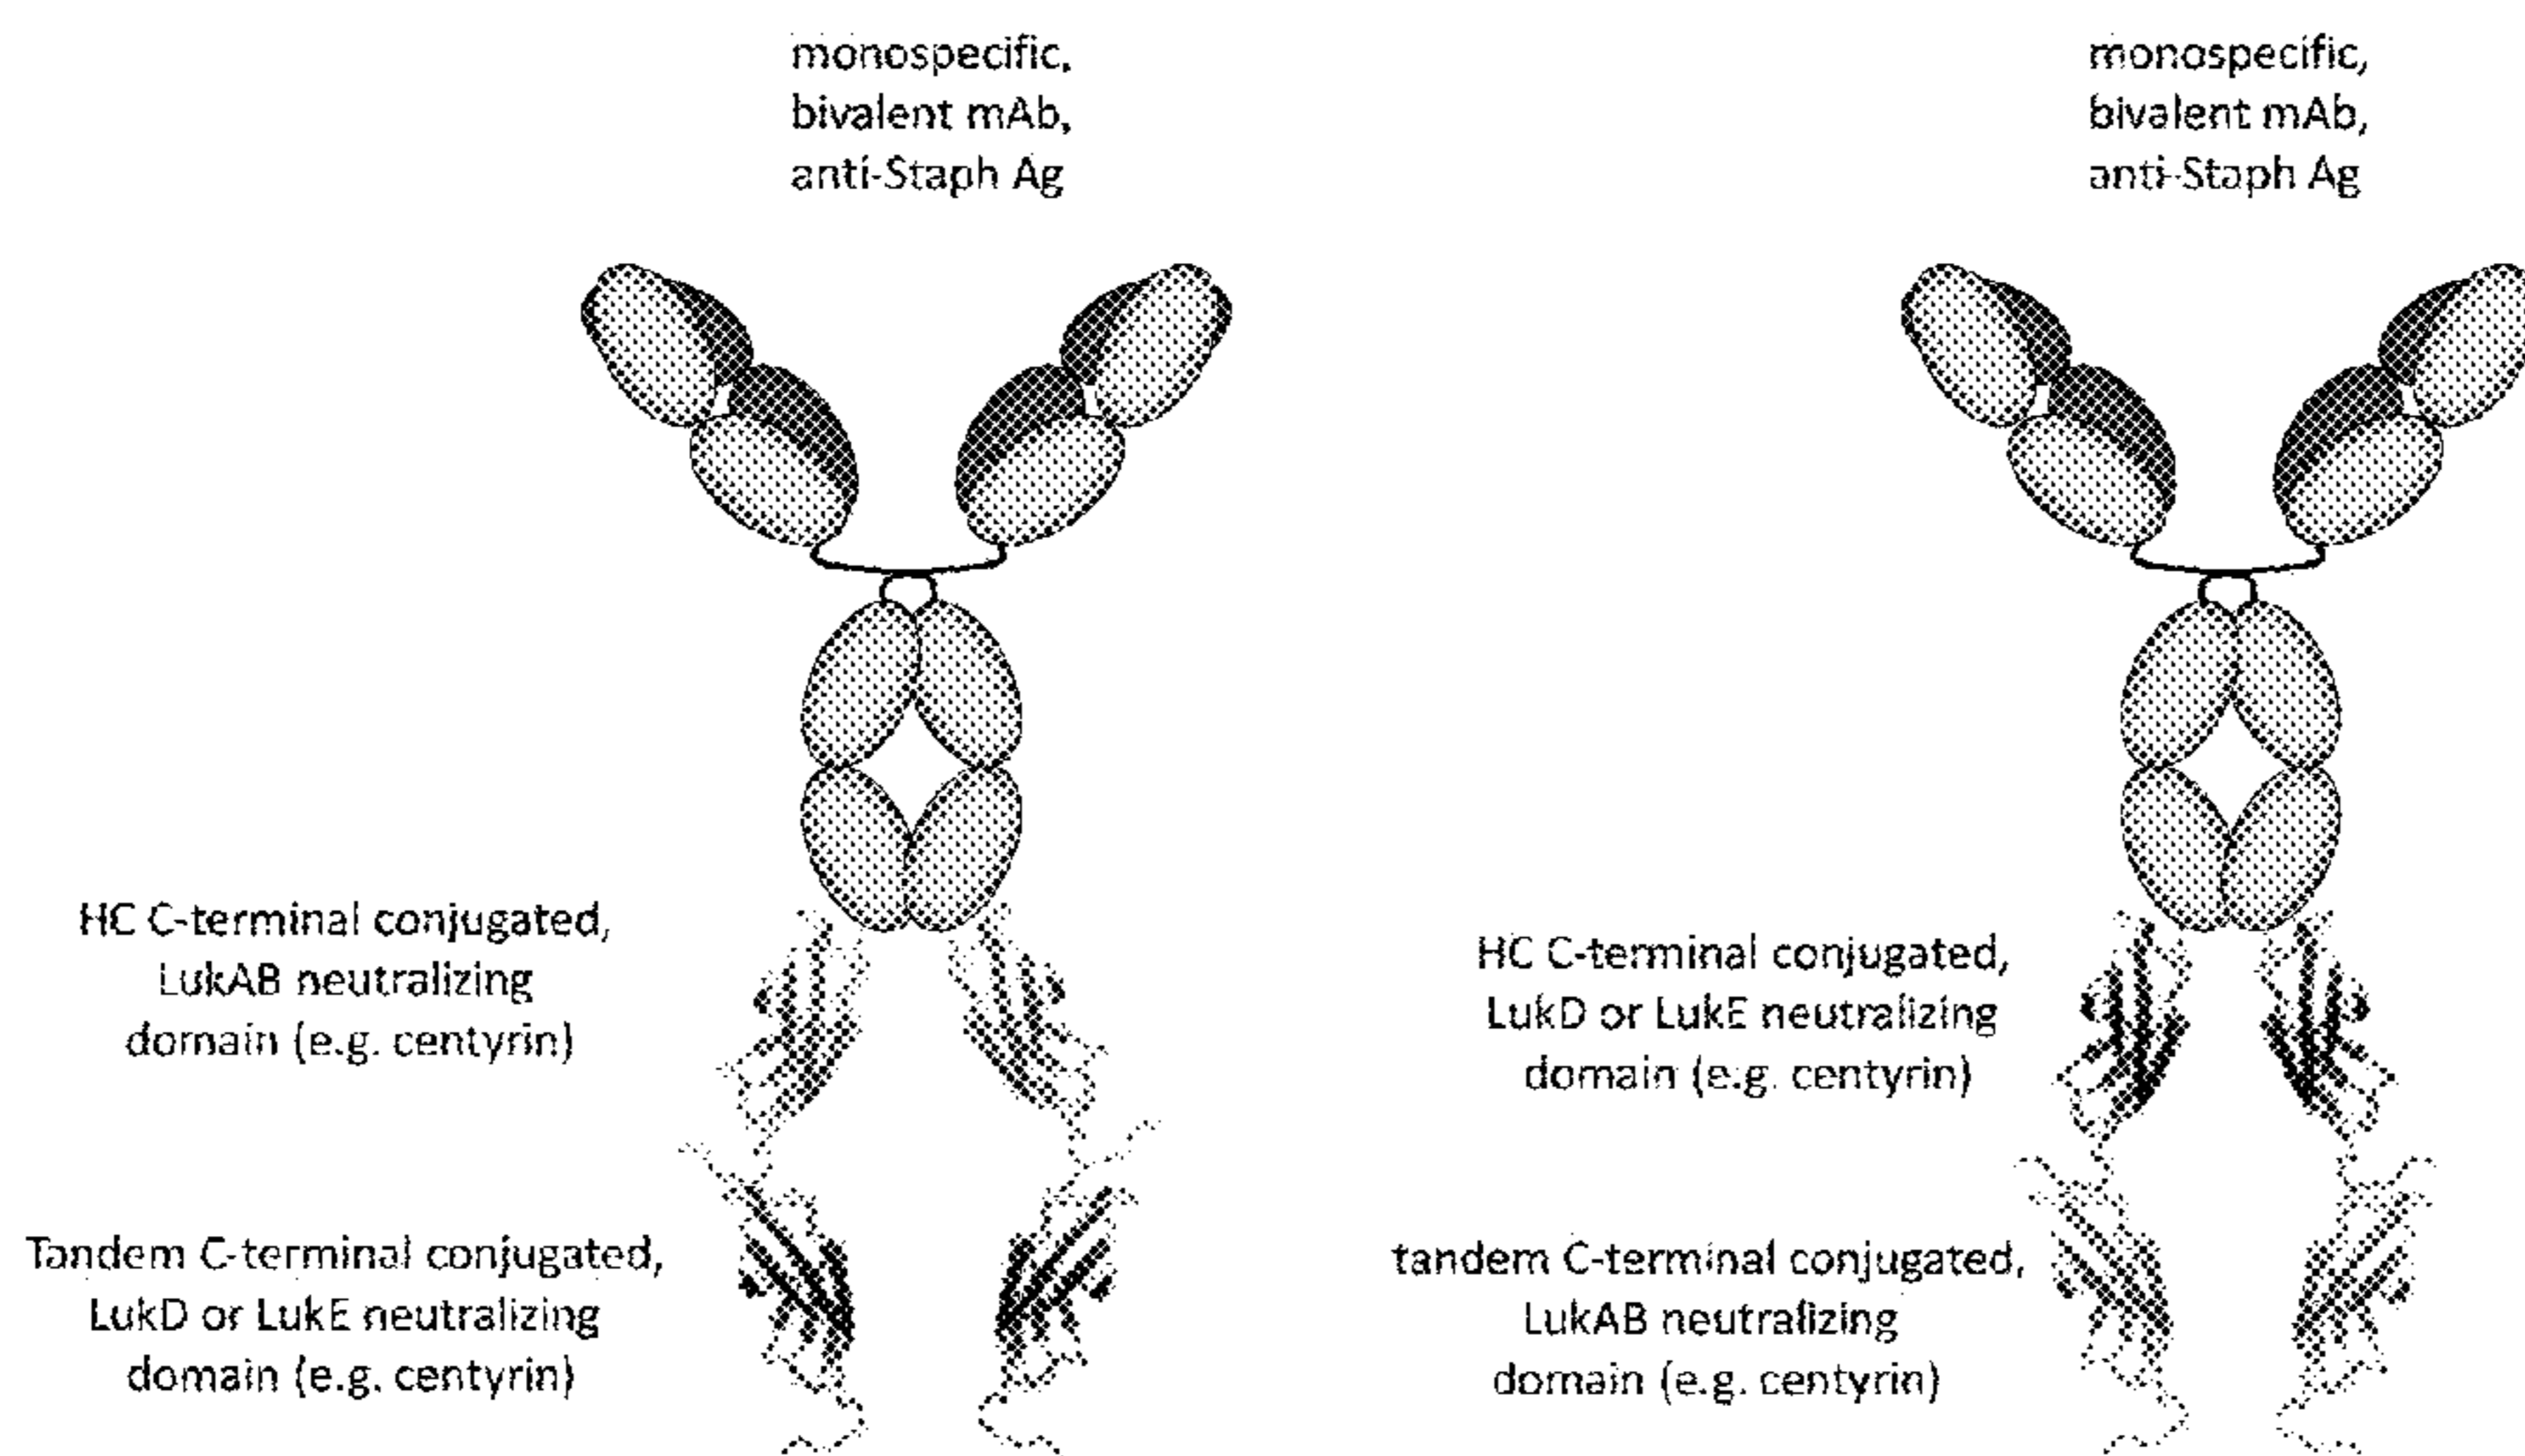 monospecific,
bivalent mAb,
anti-Staph Ag
HC C-terminal conjugated,
LukAB neutralizing
domain (e.g. centyrin)
Tandem C-terminal conjugated,
LukD or LukE neutralizing
domain (e.g. centyrin)
monospecific,
bivalent mAb,
anti-Staph Ag
HC C-terminal conjugated,
LukD or LukE neutralizing
domain (e.g. centyrin)
tandem C-terminal conjugated,
LukAB neutralizing
domain (e.g. centyrin)